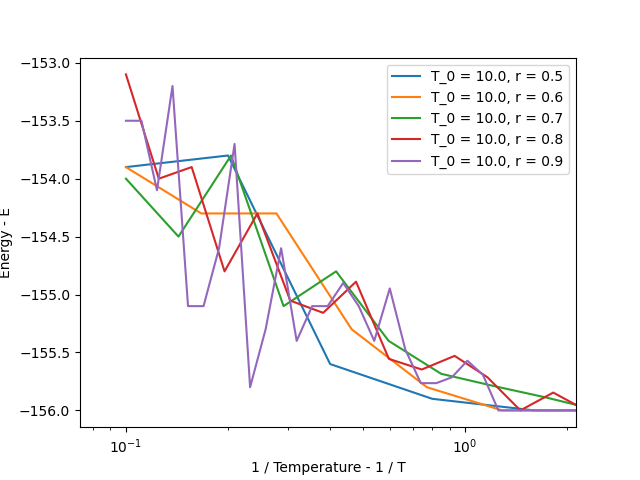 −153.0
−153.5
−154.0
−154.5
−155.0
−155.5
−156.0
Energy - E
T_0 = 10.0, r = 0.5
T_0 = 10.0, r = 0.6
T_0 = 10.0, r = 0.7
T_0 = 10.0, r = 0.8
T_0 = 10.0, r = 0.9
10⁻¹
10⁰
1 / Temperature - 1 / T